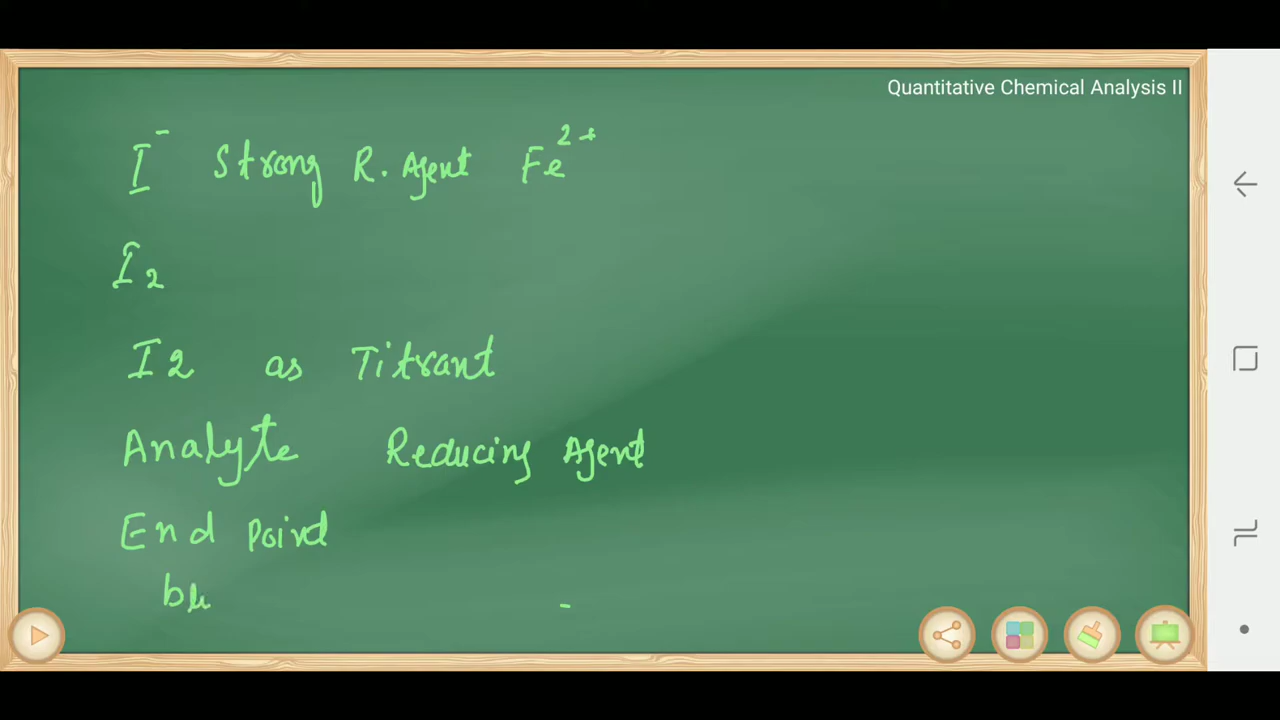 Quantitative Chemical Analysis II
I⁻ Strong R. Agent Fe²⁺
I₂
I2 as Titrant
Analyte Reducing Agent
End Point